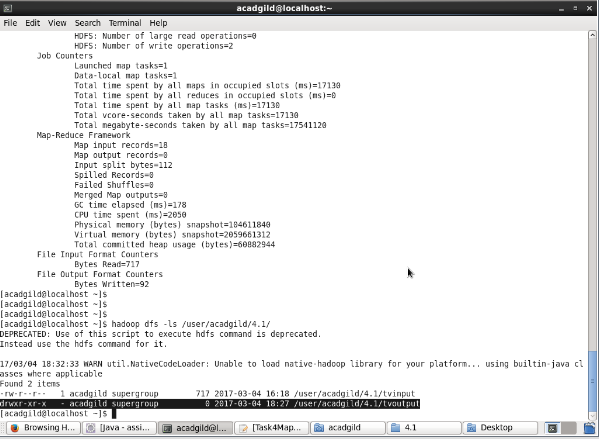 acadgild@localhost:~
File Edit View Search Terminal Help
HDFS: Number of large read operations=0
HDFS: Number of write operations=2
Job Counters
Launched map tasks=1
Data-local map tasks=1
Total time spent by all maps in occupied slots (ms)=17130
Total time spent by all reduces in occupied slots (ms)=0
Total time spent by all map tasks (ms)=17130
Total vcore-seconds taken by all map tasks=17130
Total megabyte-seconds taken by all map tasks=17541120
Map-Reduce Framework
Map input records=18
Map output records=0
Input split bytes=112
Spilled Records=0
Failed Shuffles=0
Merged Map outputs=0
GC time elapsed (ms)=178
CPU time spent (ms)=2050
Physical memory (bytes) snapshot=104611840
Virtual memory (bytes) snapshot=2059661312
Total committed heap usage (bytes)=60882944
File Input Format Counters
Bytes Read=717
File Output Format Counters
Bytes Written=92
[acadgild@localhost ~]$
[acadgild@localhost ~]$
[acadgild@localhost ~]$
[acadgild@localhost ~]$ hadoop dfs -ls /user/acadgild/4.1/
DEPRECATED: Use of this script to execute hdfs command is deprecated.
Instead use the hdfs command for it.
17/03/04 18:32:33 WARN util.NativeCodeLoader: Unable to load native-hadoop library for your platform... using builtin-java cl
asses where applicable
Found 2 items
-rw-r--r-- 1 acadgild supergroup 717 2017-03-04 16:18 /user/acadgild/4.1/tvinput
drwxr-xr-x - acadgild supergroup 0 2017-03-04 18:27 /user/acadgild/4.1/tvoutput
[acadgild@localhost ~]$
Browsing H... [Java - assi... acadgild@l... [Task4Map... acadgild 4.1 Desktop